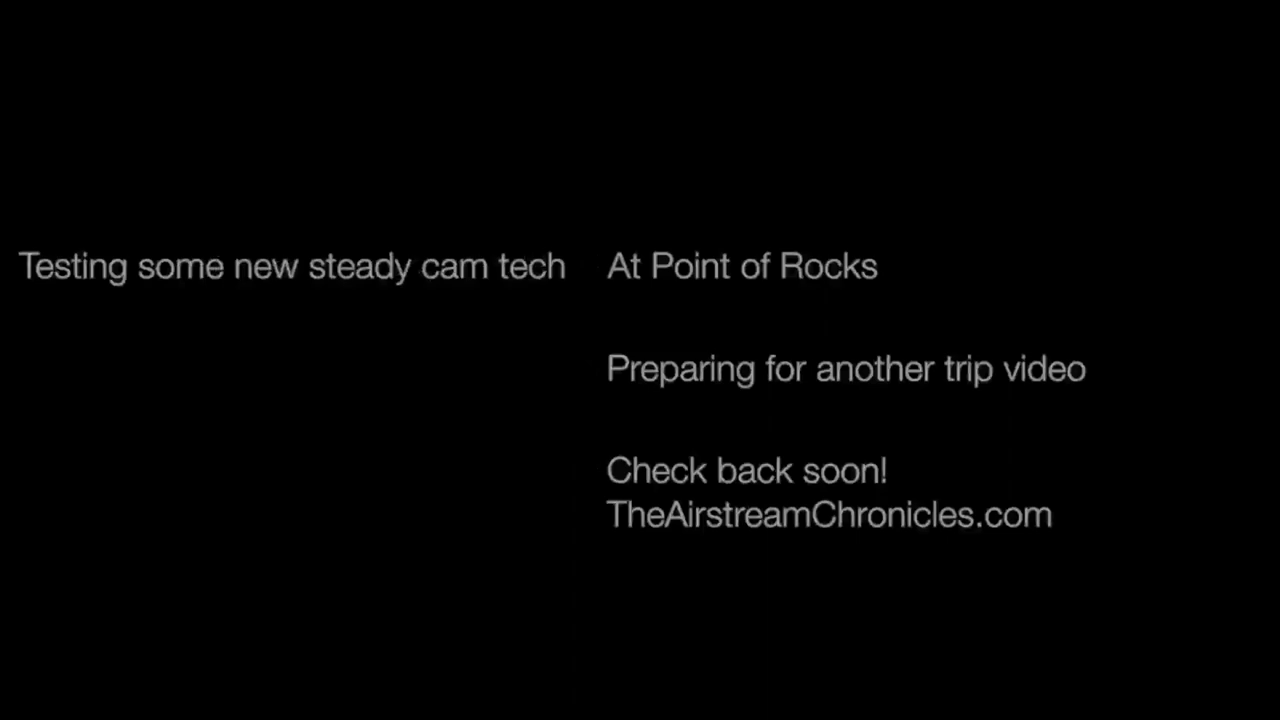 Testing some new steady cam tech
At Point of Rocks
Preparing for another trip video
Check back soon!
TheAirstreamChronicles.com